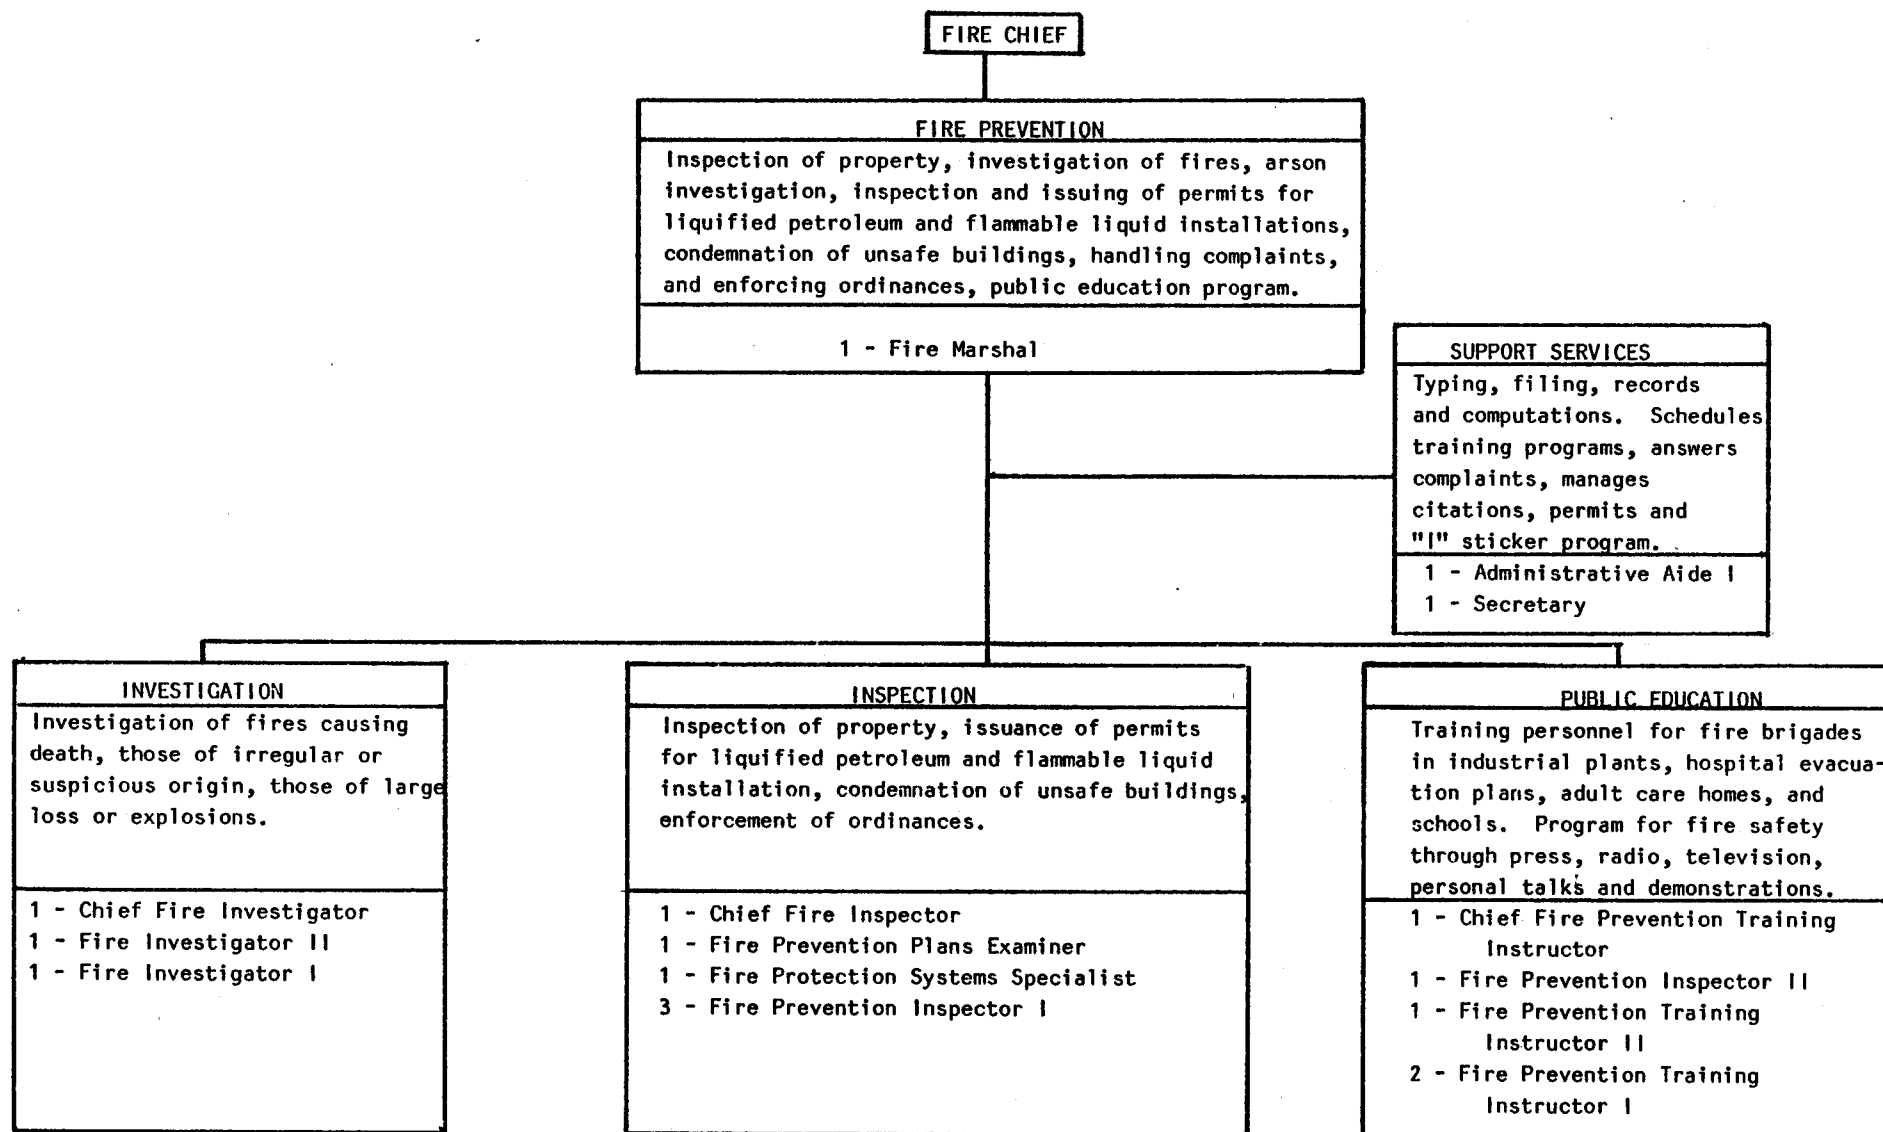 FIRE CHIEF
FIRE PREVENTION
Inspection of property, investigation of fires, arson
investigation, inspection and issuing of permits for
liquified petroleum and flammable liquid installations,
condemnation of unsafe buildings, handling complaints,
and enforcing ordinances, public education program.
1 - Fire Marshal
SUPPORT SERVICES
Typing, filing, records
and computations. Schedules
training programs, answers
complaints, manages
citations, permits and
"I" sticker program.
1 - Administrative Aide I
1 - Secretary
INVESTIGATION
Investigation of fires causing
death, those of irregular or
suspicious origin, those of large
loss or explosions.
1 - Chief Fire Investigator
1 - Fire Investigator II
1 - Fire Investigator I
INSPECTION
Inspection of property, issuance of permits
for liquified petroleum and flammable liquid
installation, condemnation of unsafe buildings,
enforcement of ordinances.
1 - Chief Fire Inspector
1 - Fire Prevention Plans Examiner
1 - Fire Protection Systems Specialist
3 - Fire Prevention Inspector I
PUBLIC EDUCATION
Training personnel for fire brigades
in industrial plants, hospital evacua-
tion plans, adult care homes, and
schools. Program for fire safety
through press, radio, television,
personal talks and demonstrations.
1 - Chief Fire Prevention Training
Instructor
1 - Fire Prevention Inspector II
1 - Fire Prevention Training
Instructor II
2 - Fire Prevention Training
Instructor I